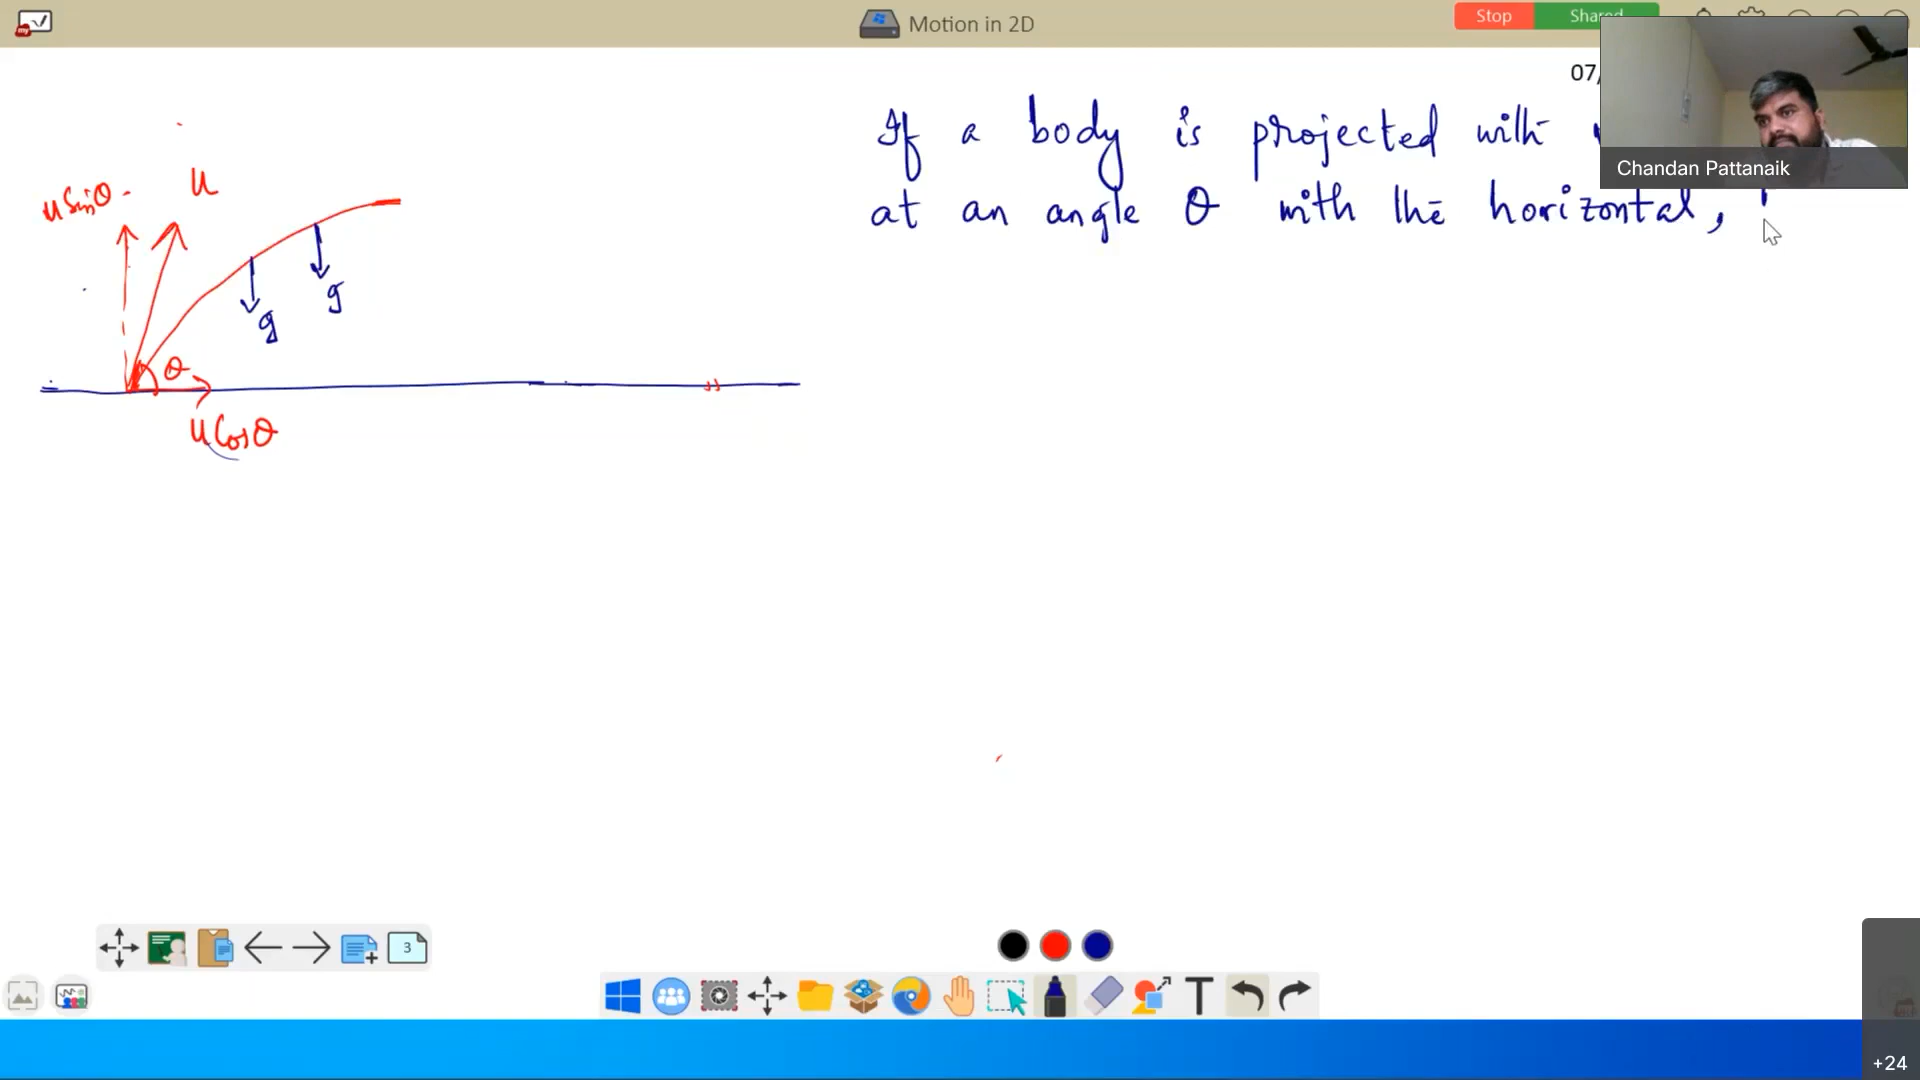 Motion in 2D
Stop
Shared
07/
Chandan Pattanaik
If a body is projected with
at an angle θ with the horizontal,
u sinθ
u
g
g
θ
u cosθ
3
T
+24